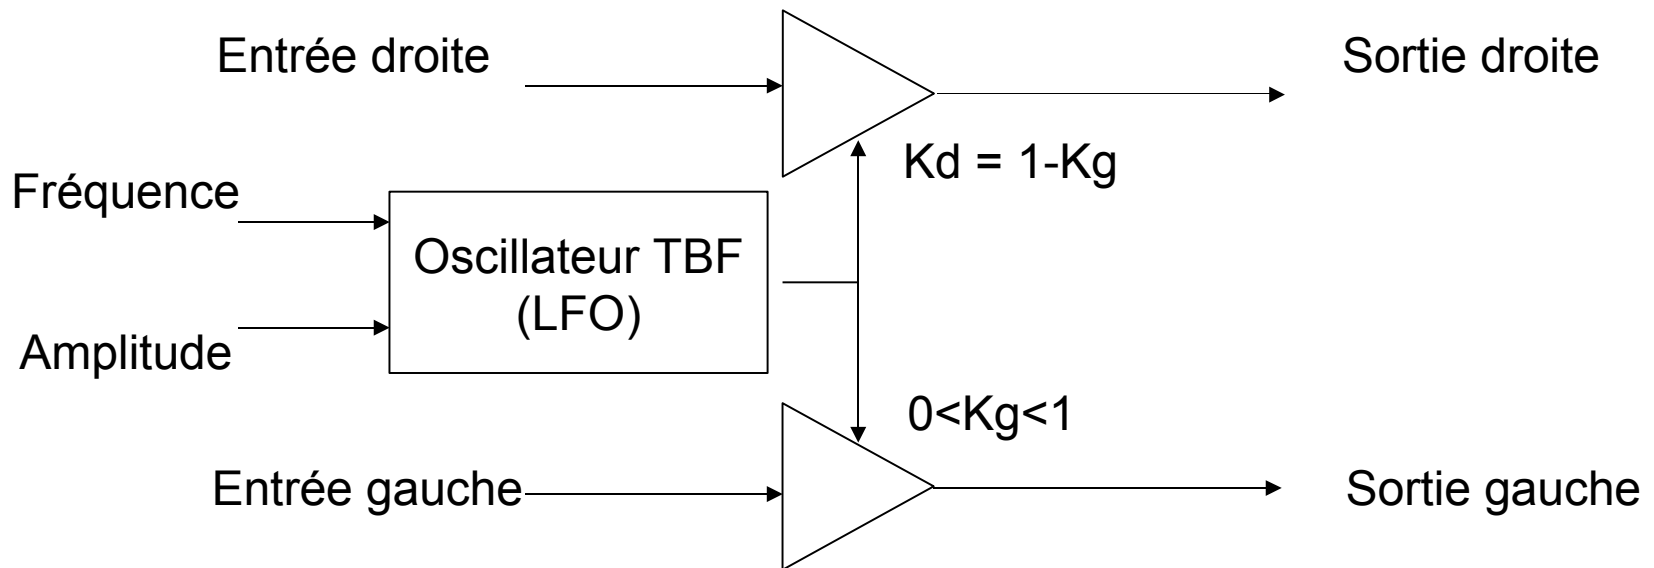 Entrée droite
Sortie droite
Kd = 1-Kg
Fréquence
Oscillateur TBF
(LFO)
Amplitude
0<Kg<1
Entrée gauche
Sortie gauche